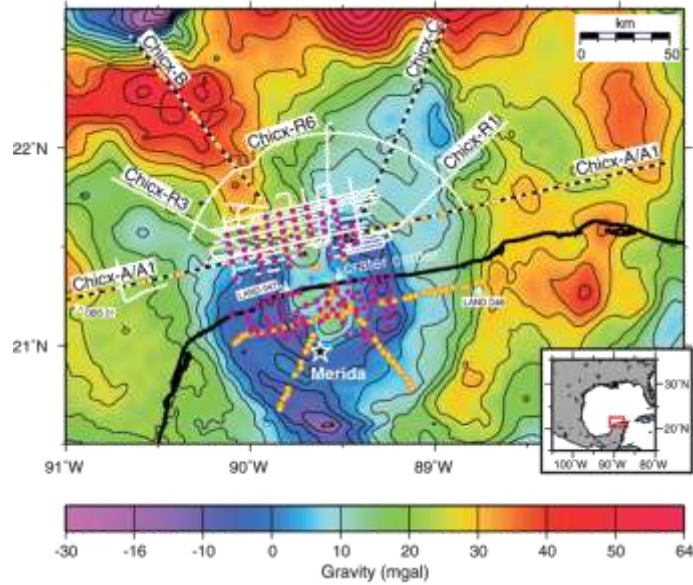 km
0 50
Chicx-B
Chicx-C
22°N
Chicx-R6
Chicx-R1
Chicx-A/A1
Chicx-R3
crater center
Chicx-A/A1
LAND 046
21°N
Merida
30°N
20°N
100°W 90°W 80°W
91°W 90°W 89°W
-30 -16 -10 0 10 20 30 40 50 64
Gravity (mgal)